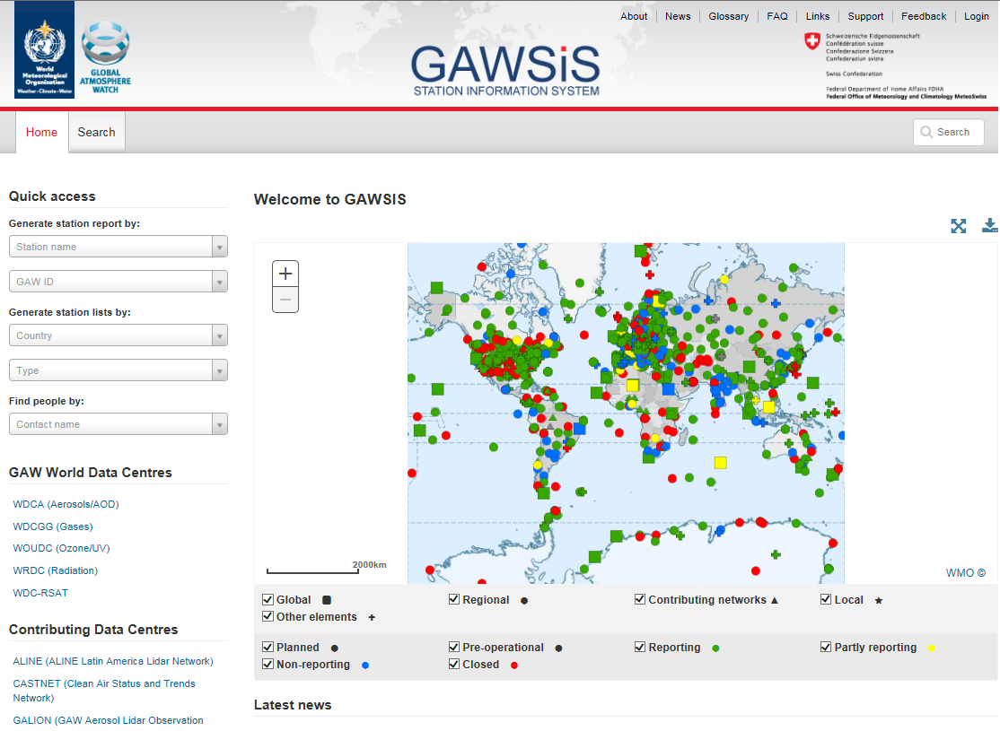 About News Glossary FAQ Links Support Feedback Login
World
Meteorological
Organization
Weather • Climate • Water
GLOBAL
ATMOSPHERE
WATCH
GAWSiS
STATION INFORMATION SYSTEM
Schweizerische Eidgenossenschaft
Confédération suisse
Confederazione Svizzera
Confederaziun svizra
Swiss Confederation
Federal Department of Home Affairs FDHA
Federal Office of Meteorology and Climatology MeteoSwiss
Home Search
Search
Quick access
Generate station report by:
Station name
GAW ID
Generate station lists by:
Country
Type
Find people by:
Contact name
GAW World Data Centres
WDCA (Aerosols/AOD)
WDCGG (Gases)
WOUDC (Ozone/UV)
WRDC (Radiation)
WDC-RSAT
Contributing Data Centres
ALINE (ALINE Latin America Lidar Network)
CASTNET (Clean Air Status and Trends
Network)
GALION (GAW Aerosol Lidar Observation
Welcome to GAWSIS
+
−
2000km
WMO ©
Global Regional Contributing networks Local
Other elements
Planned Pre-operational Reporting Partly reporting
Non-reporting Closed
Latest news